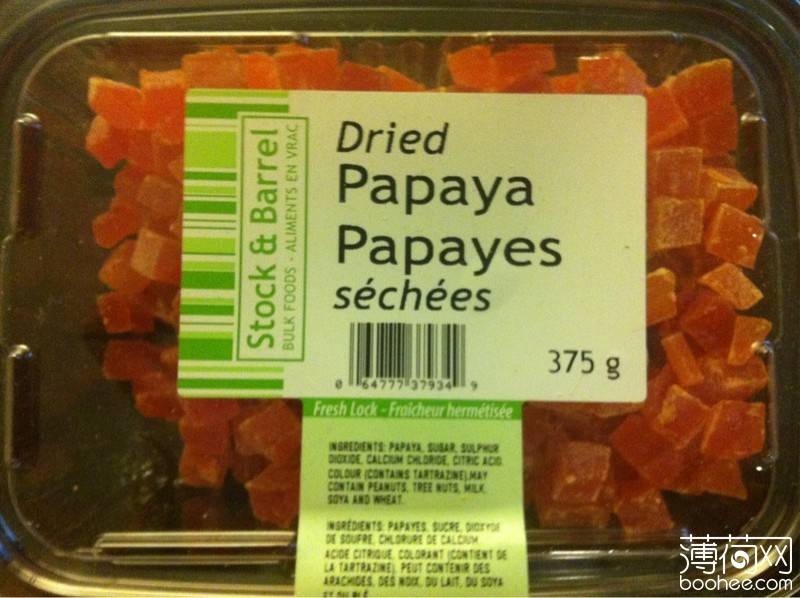 Stock & Barrel
BULK FOODS - ALIMENTS EN VRAC
Dried
Papaya
Papayes
séchées
0 64777 37934 9
375 g
Fresh Lock - Fraîcheur hermétisée
INGREDIENTS: PAPAYA, SUGAR, SULPHUR
DIOXIDE, CALCIUM CHLORIDE, CITRIC ACID.
COLOUR (CONTAINS TARTRAZINE).MAY
CONTAIN PEANUTS, TREE NUTS, MILK,
SOYA AND WHEAT.
INGRÉDIENTS: PAPAYES, SUCRE, DIOXYDE
DE SOUFRE, CHLORURE DE CALCIUM,
ACIDE CITRIQUE, COLORANT (CONTIENT DE
LA TARTRAZINE). PEUT CONTENIR DES
ARACHIDES, DES NOIX, DU LAIT, DU SOYA
ET DU BLÉ
薄荷网
boohee.com